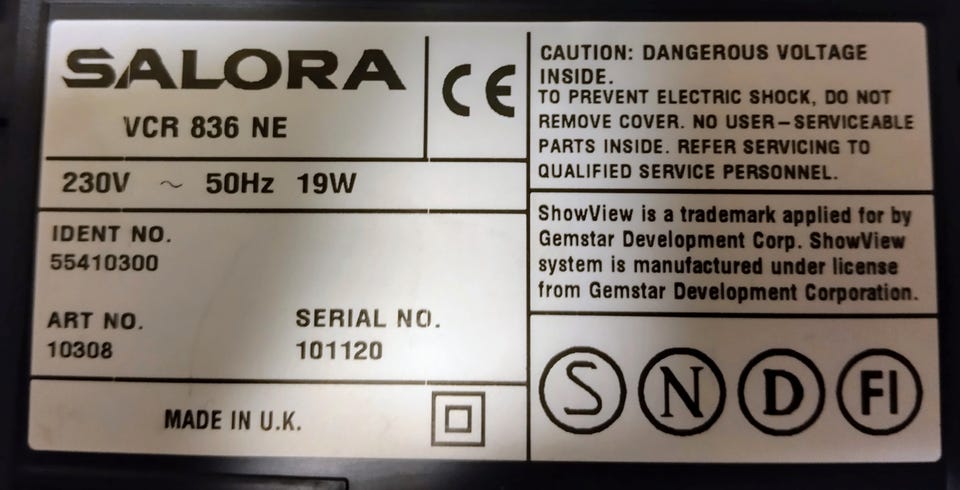 SALORA
VCR 836 NE
CE
230V ~ 50Hz 19W
IDENT NO.
55410300
ART NO. SERIAL NO.
10308 101120
MADE IN U.K.
CAUTION: DANGEROUS VOLTAGE
INSIDE.
TO PREVENT ELECTRIC SHOCK, DO NOT
REMOVE COVER. NO USER-SERVICEABLE
PARTS INSIDE. REFER SERVICING TO
QUALIFIED SERVICE PERSONNEL.
ShowView is a trademark applied for by
Gemstar Development Corp. ShowView
system is manufactured under license
from Gemstar Development Corporation.
S N D FI